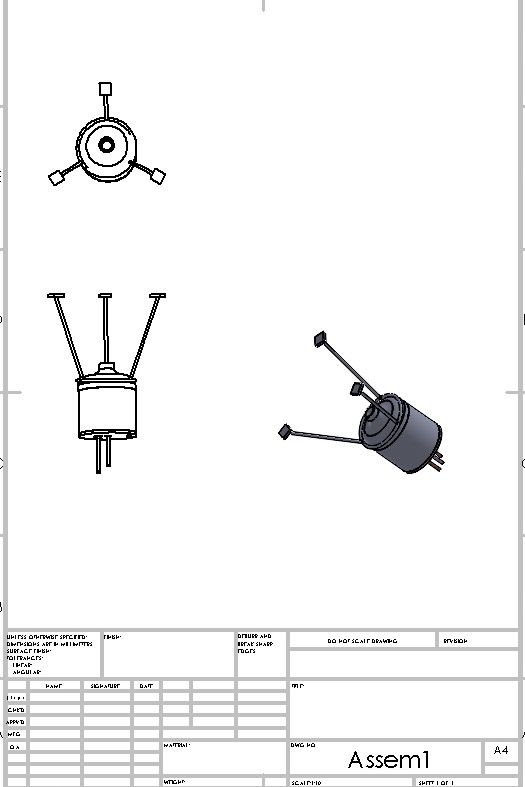 UNLESS OTHERWISE SPECIFIED:
DIMENSIONS ARE IN MILLIMETERS
SURFACE FINISH:
TOLERANCES:
LINEAR:
ANGULAR:
FINISH:
DEBURR AND
BREAK SHARP
EDGES
DO NOT SCALE DRAWING
REVISION
NAME
SIGNATURE
DATE
TITLE:
CHK'D
APPV'D
MFG
Q.A
MATERIAL:
DWG NO.
Assem1
A4
WEIGHT:
SCALE:1:10
SHEET 1 OF 1